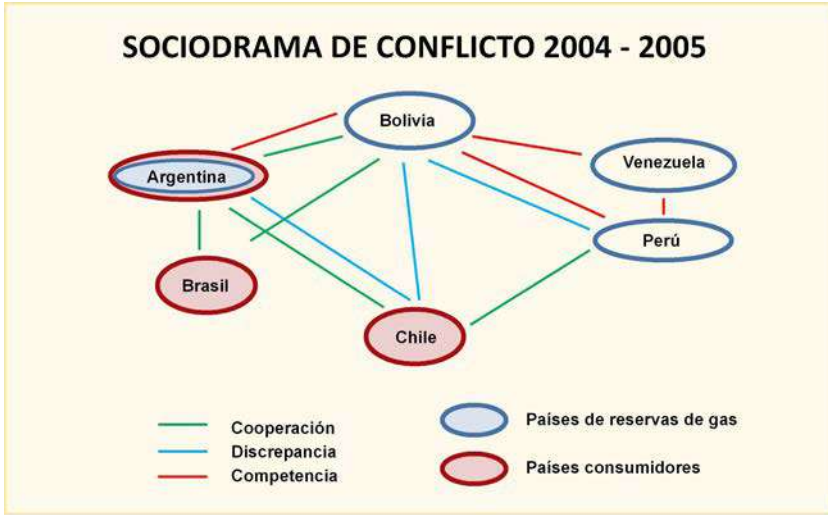 SOCIODRAMA DE CONFLICTO 2004 - 2005
Bolivia
Venezuela
Argentina
Perú
Brasil
Chile
Cooperación
Discrepancia
Competencia
Países de reservas de gas
Países consumidores